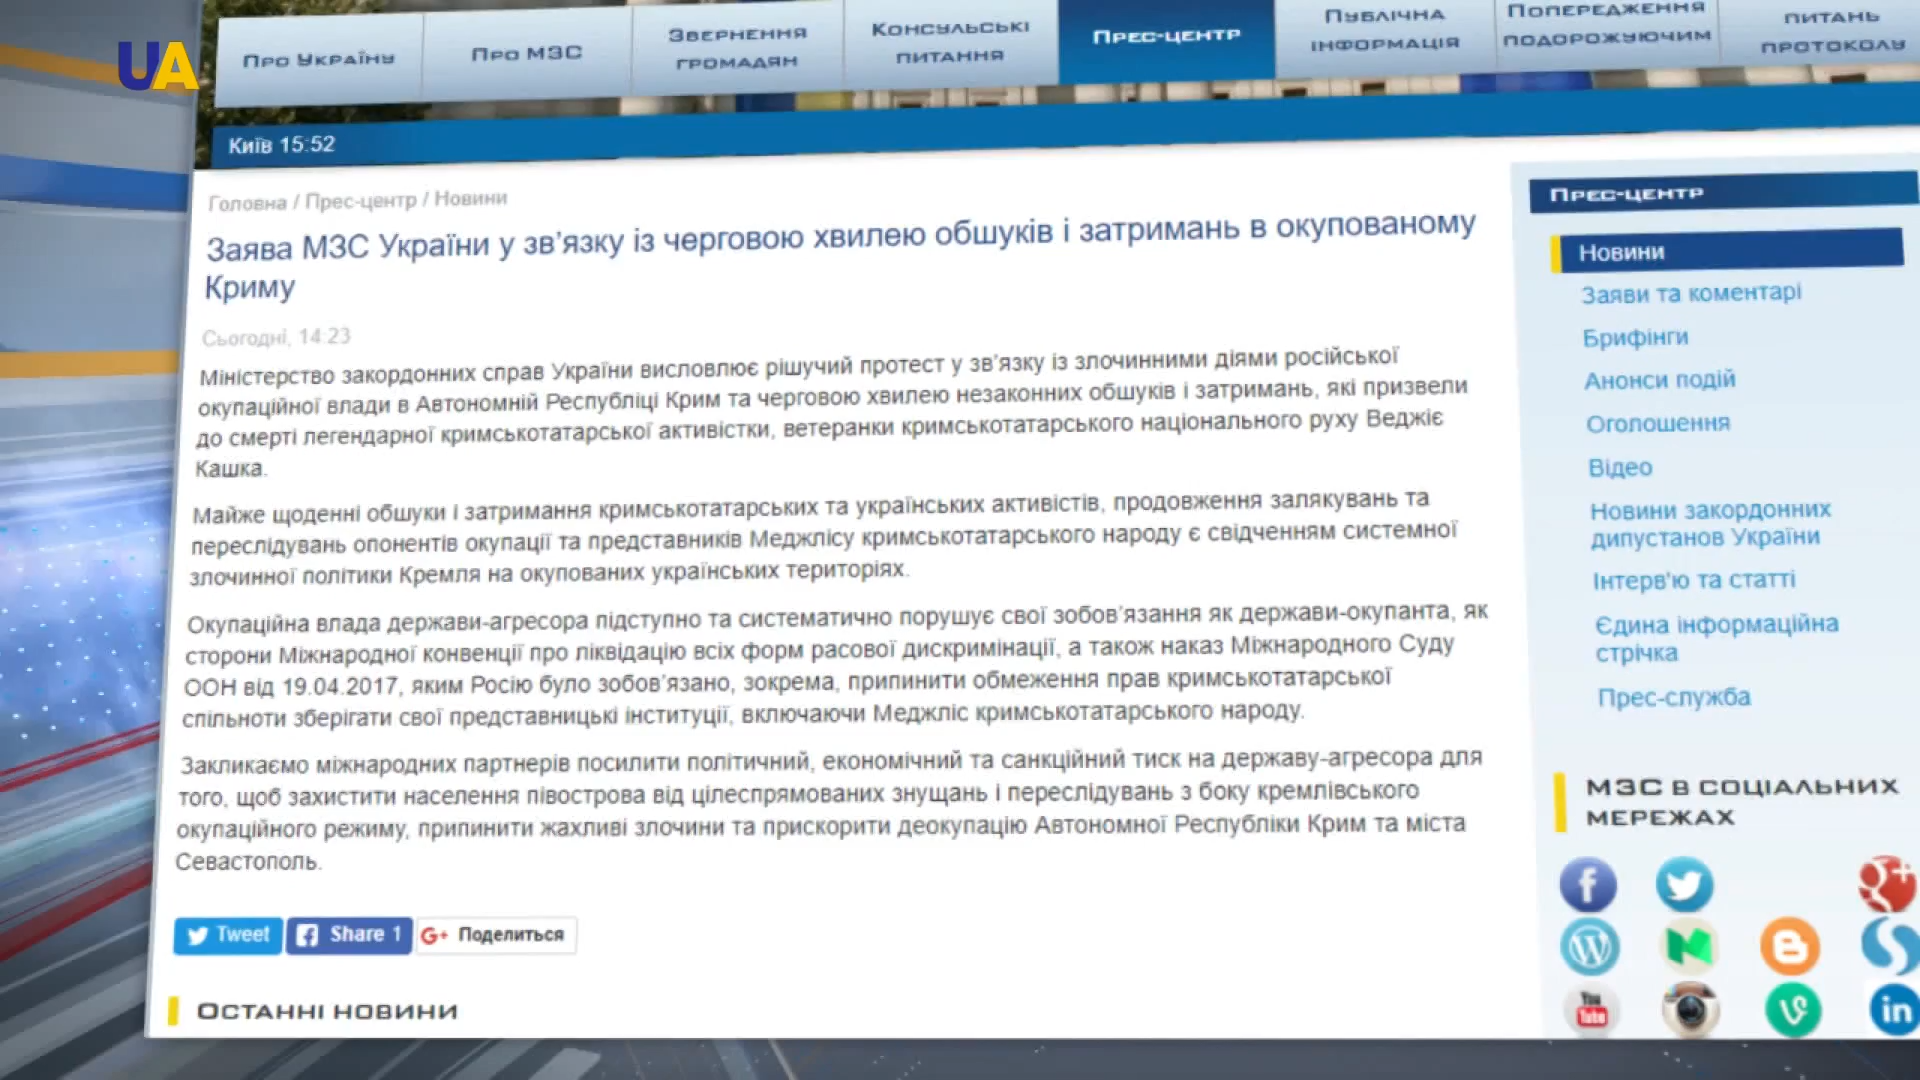 UA
Про Україну
Про МЗС
Звернення
громадян
Консульські
питання
Прес-центр
Публічна
інформація
Попередження
подорожуючим
питань
протоколу
Київ 15:52
Головна / Прес-центр / Новини
Заява МЗС України у зв'язку із черговою хвилею обшуків і затримань в окупованому
Криму
Сьогодні, 14:23
Міністерство закордонних справ України висловлює рішучий протест у зв'язку із злочинними діями російської
окупаційної влади в Автономній Республіці Крим та черговою хвилею незаконних обшуків і затримань, які призвели
до смерті легендарної кримськотатарської активістки, ветеранки кримськотатарського національного руху Веджіє
Кашка.
Майже щоденні обшуки і затримання кримськотатарських та українських активістів, продовження залякувань та
переслідувань опонентів окупації та представників Меджлісу кримськотатарського народу є свідченням системної
злочинної політики Кремля на окупованих українських територіях.
Окупаційна влада держави-агресора підступно та систематично порушує свої зобов'язання як держави-окупанта, як
сторони Міжнародної конвенції про ліквідацію всіх форм расової дискримінації, а також наказ Міжнародного Суду
ООН від 19.04.2017, яким Росію було зобов'язано, зокрема, припинити обмеження прав кримськотатарської
спільноти зберігати свої представницькі інституції, включаючи Меджліс кримськотатарського народу.
Закликаємо міжнародних партнерів посилити політичний, економічний та санкційний тиск на державу-агресора для
того, щоб захистити населення півострова від цілеспрямованих знущань і переслідувань з боку кремлівського
окупаційного режиму, припинити жахливі злочини та прискорити деокупацію Автономної Республіки Крим та міста
Севастополь.
Tweet
Share 1
G+ Поделиться
Останні новини
Прес-центр
Новини
Заяви та коментарі
Брифінги
Анонси подій
Оголошення
Відео
Новини закордонних
дипустанов України
Інтерв'ю та статті
Єдина інформаційна
стрічка
Прес-служба
МЗС в соціальних
мережах
You
Tube
in